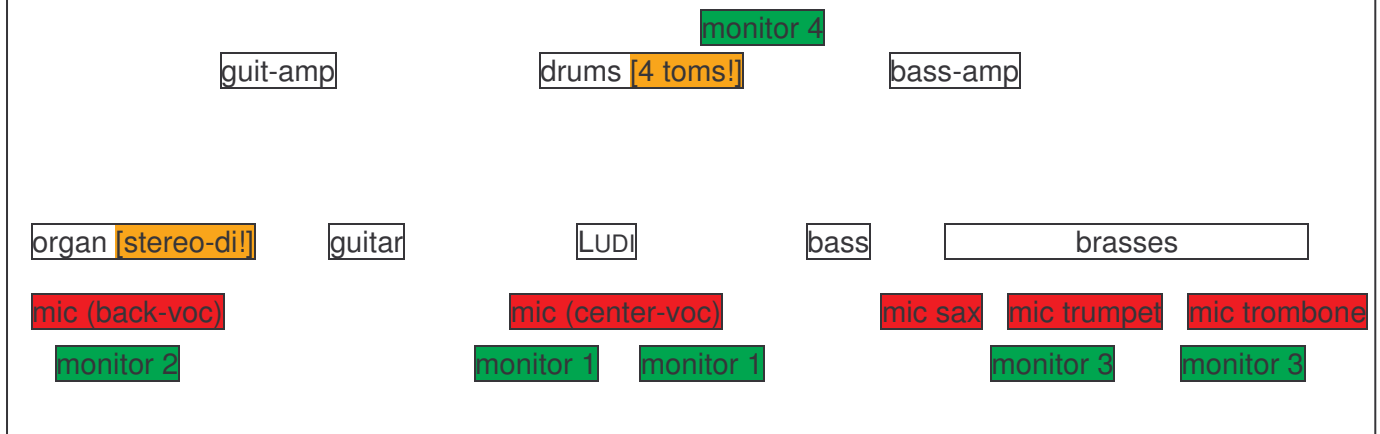 monitor 4
guit-amp drums [4 toms!] bass-amp
organ [stereo-di!] guitar LUDI bass brasses
mic (back-voc) mic (center-voc) mic sax mic trumpet mic trombone
monitor 2 monitor 1 monitor 1 monitor 3 monitor 3